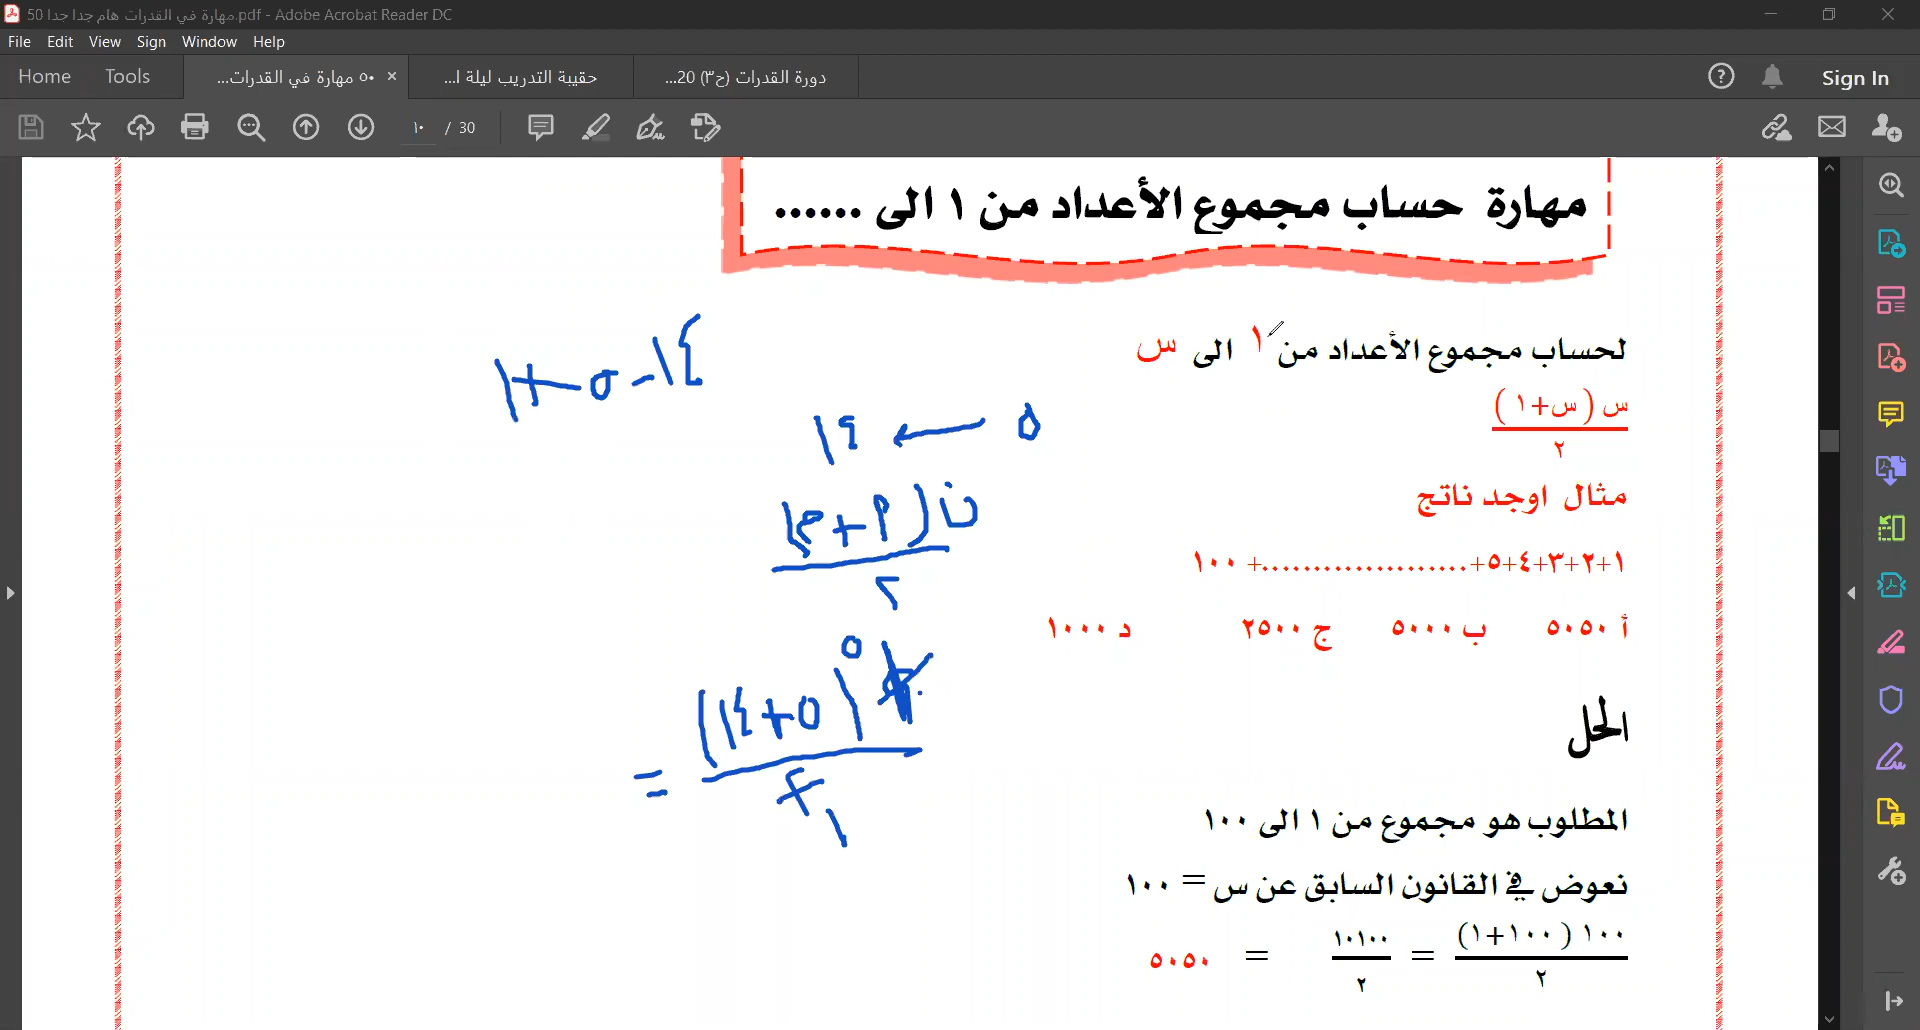 50 مهارة في القدرات هام جدا جدا.pdf - Adobe Acrobat Reader DC
File Edit View Sign Window Help
Home Tools ٥٠ مهارة في القدرات... × حقيبة التدريب ليلة ا... دورة القدرات (ح٣) 20... Sign In
١٠ / 30
مهارة حساب مجموع الأعداد من ١ الى ......
لحساب مجموع الأعداد من ١ الى س
س (س+١)
٢
مثال اوجد ناتج
١+٢+٣+٤+٥+....................+ ١٠٠
أ ٥٠٥٠ ب ٥٠٠٠ ج ٢٥٠٠ د ١٠٠٠
الحل
المطلوب هو مجموع من ١ الى ١٠٠
نعوض في القانون السابق عن س = ١٠٠
١٠٠ (١٠٠+١) = ١٠١٠٠ = ٥٠٥٠
٢ ٢
١٤ - ٥ + ١
٥ ← ١٤
ن (أ + م)
٢
٥
(٥ + ١٤)
=
٢
١